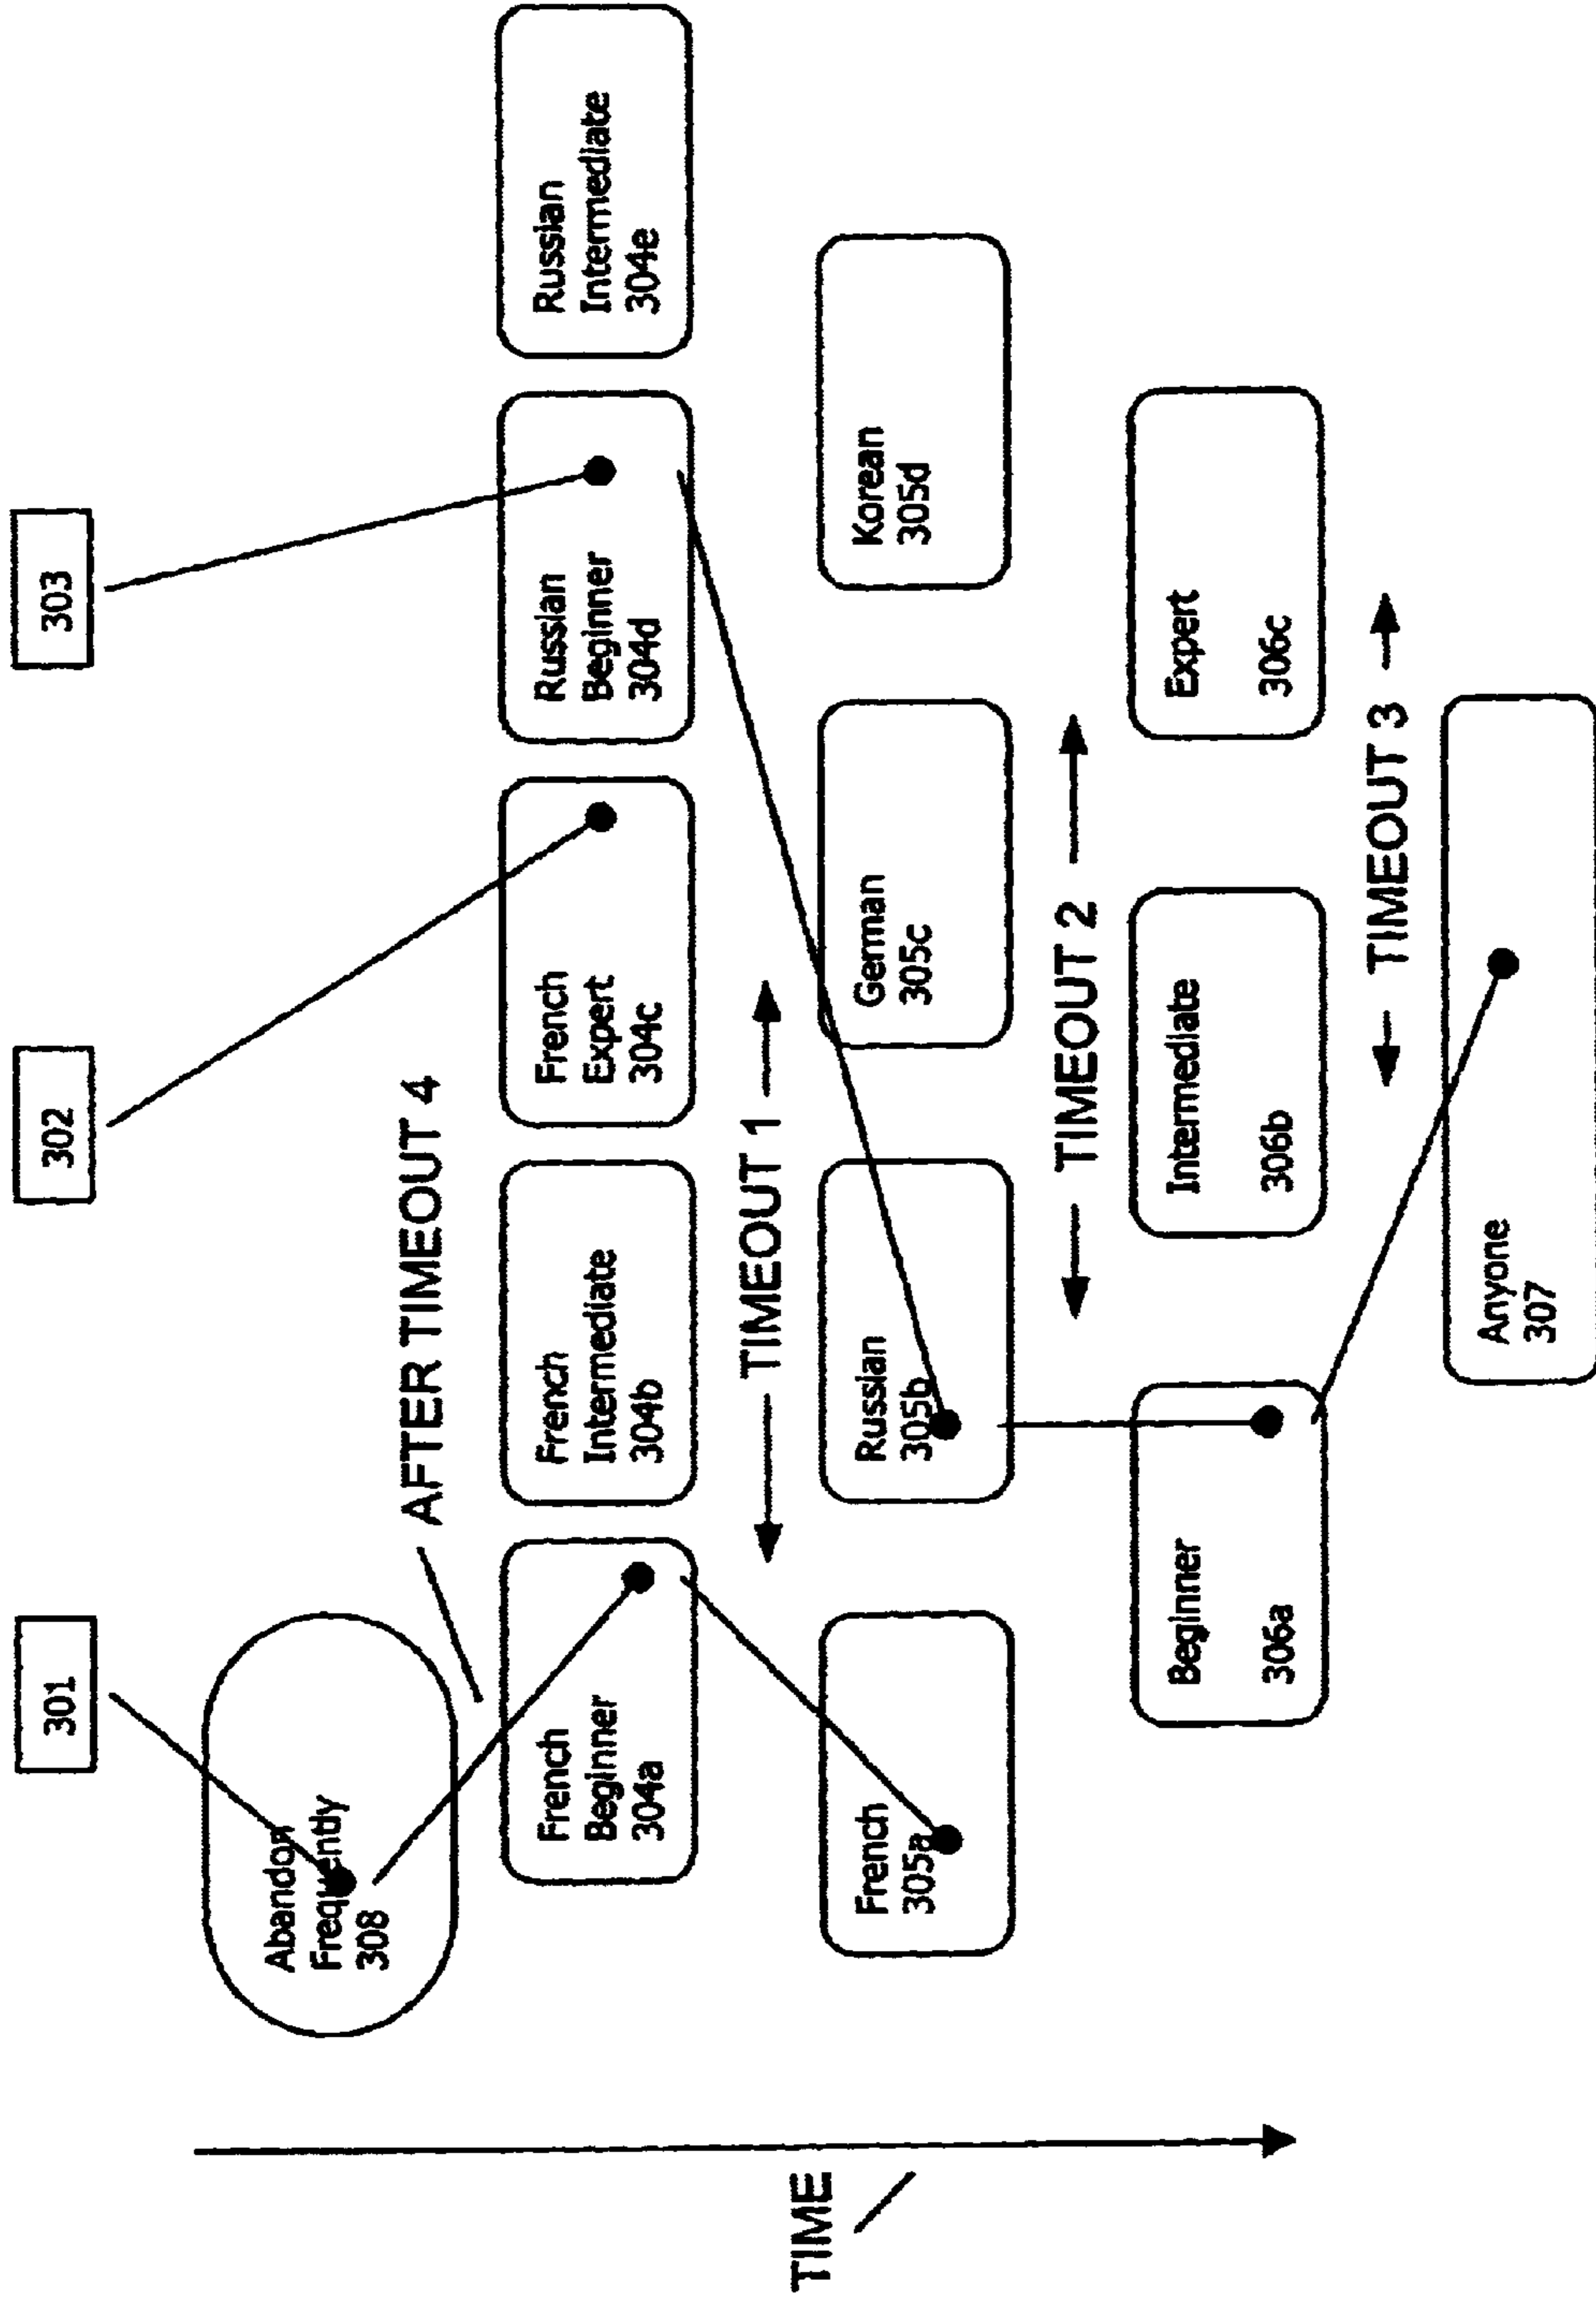 301
302
303
Abandon
Frequently
308
AFTER TIMEOUT 4
French
Beginner
304a
French
Intermediate
304b
French
Expert
304c
Russian
Beginner
304d
Russian
Intermediate
304e
TIMEOUT 1
TIME
French
305a
Russian
305b
German
305c
Korean
305d
TIMEOUT 2
Beginner
306a
Intermediate
306b
Expert
306c
TIMEOUT 3
Anyone
307